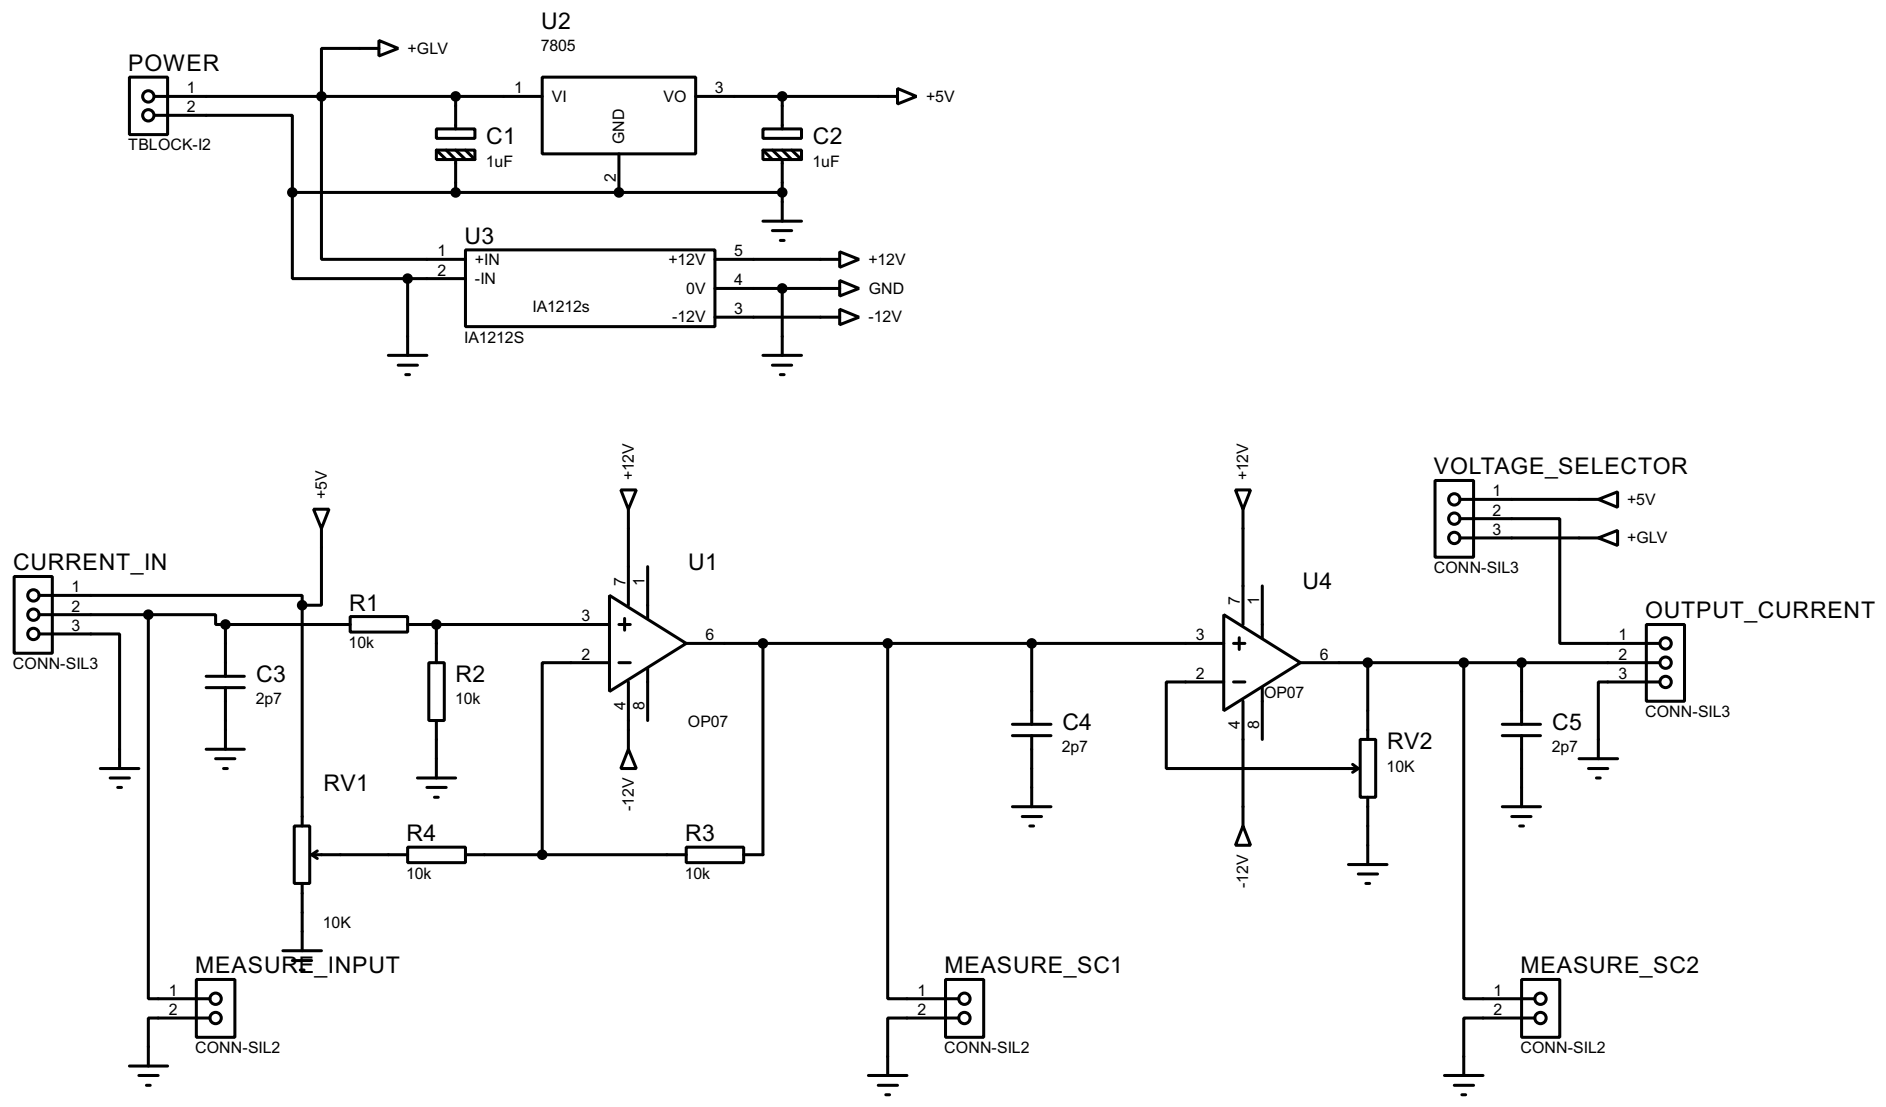 U2
7805
+GLV
POWER
1
2
TBLOCK-I2
1
VI
VO
3
GND
2
+5V
C1
1uF
C2
1uF
U3
1
2
+IN
-IN
IA1212s
+12V
0V
-12V
5
4
3
+12V
GND
-12V
IA1212S
+5V
CURRENT_IN
1
2
3
CONN-SIL3
C3
2p7
R1
10k
R2
10k
+12V
U1
7
1
3
2
6
4
8
OP07
-12V
RV1
10K
R4
10k
R3
10k
C4
2p7
+12V
U4
7
1
3
2
6
4
8
OP07
-12V
RV2
10K
VOLTAGE_SELECTOR
1
2
3
+5V
+GLV
CONN-SIL3
OUTPUT_CURRENT
1
2
3
CONN-SIL3
C5
2p7
MEASURE_INPUT
1
2
CONN-SIL2
MEASURE_SC1
1
2
CONN-SIL2
MEASURE_SC2
1
2
CONN-SIL2